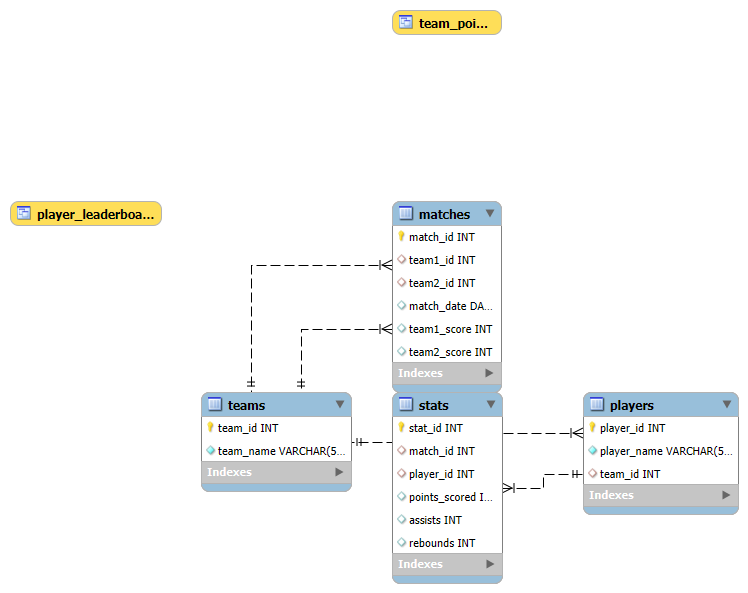 team_poi...
player_leaderboa...
matches
match_id INT
team1_id INT
team2_id INT
match_date DA...
team1_score INT
team2_score INT
Indexes
teams
team_id INT
team_name VARCHAR(5...
Indexes
stats
stat_id INT
match_id INT
player_id INT
points_scored I...
assists INT
rebounds INT
Indexes
players
player_id INT
player_name VARCHAR(5...
team_id INT
Indexes